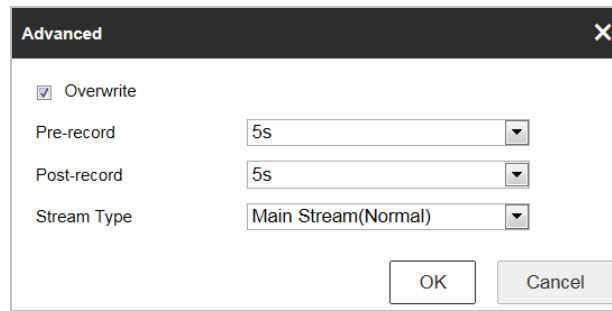 Advanced
Overwrite
Pre-record 5s
Post-record 5s
Stream Type Main Stream(Normal)
OK Cancel